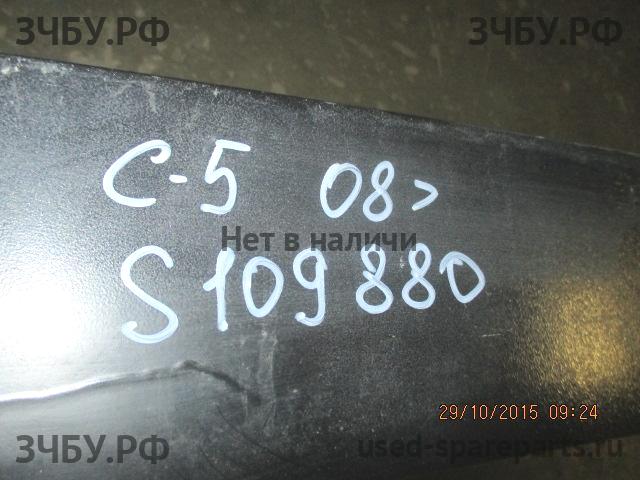 ЗЧБУ.РФ ЗЧБУ.РФ
C-5 08>
Нет в наличи
S109880
29/10/2015 09:24
ЗЧБУ.РФ used-spareparts.ru